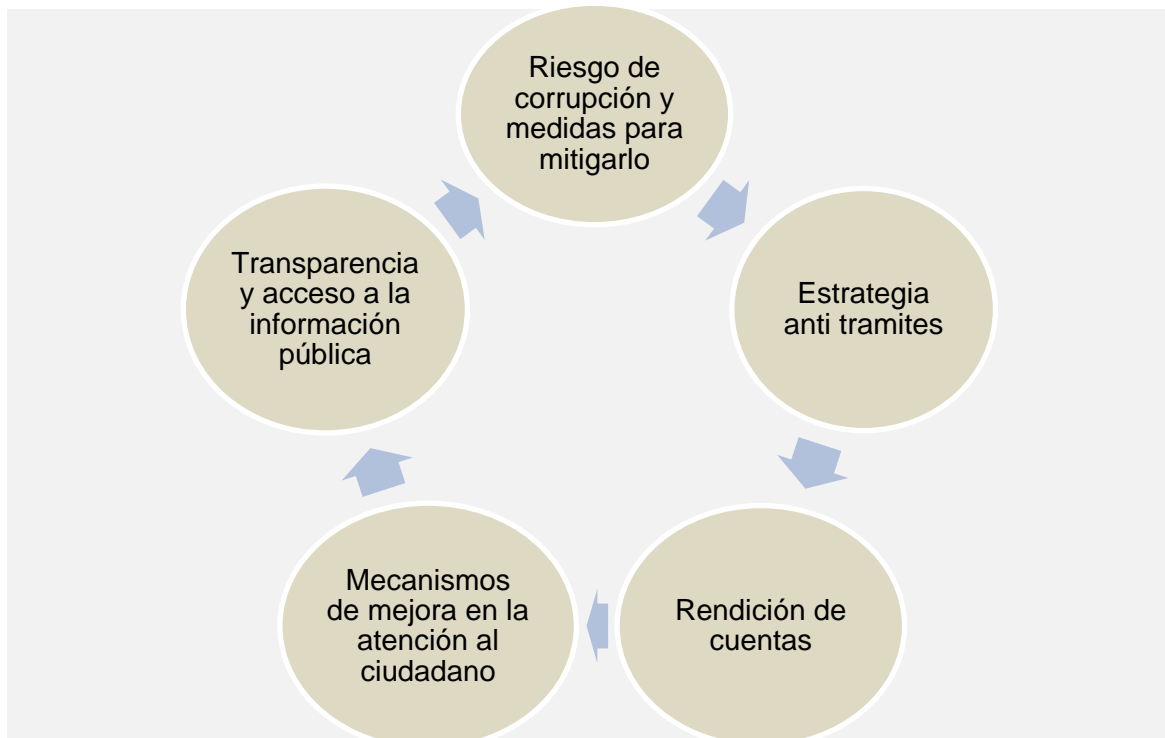 Riesgo de
corrupción y
medidas para
mitigarlo
Estrategia
anti tramites
Rendición de
cuentas
Mecanismos
de mejora en la
atención al
ciudadano
Transparencia
y acceso a la
información
pública